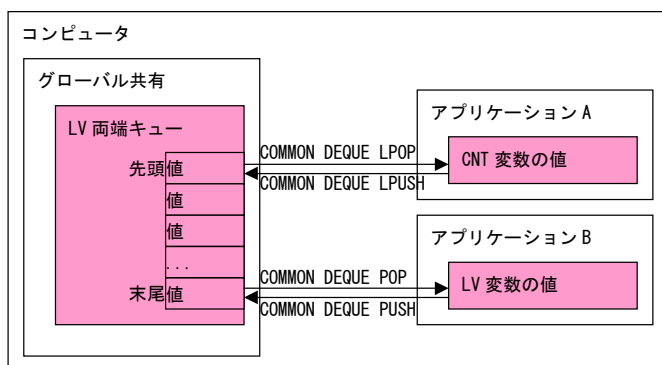 コンピュータ
グローバル共有
LV 両端キュー
先頭値
値
値
...
末尾値
COMMON DEQUE LPOP
COMMON DEQUE LPUSH
COMMON DEQUE POP
COMMON DEQUE PUSH
アプリケーション A
CNT 変数の値
アプリケーション B
LV 変数の値